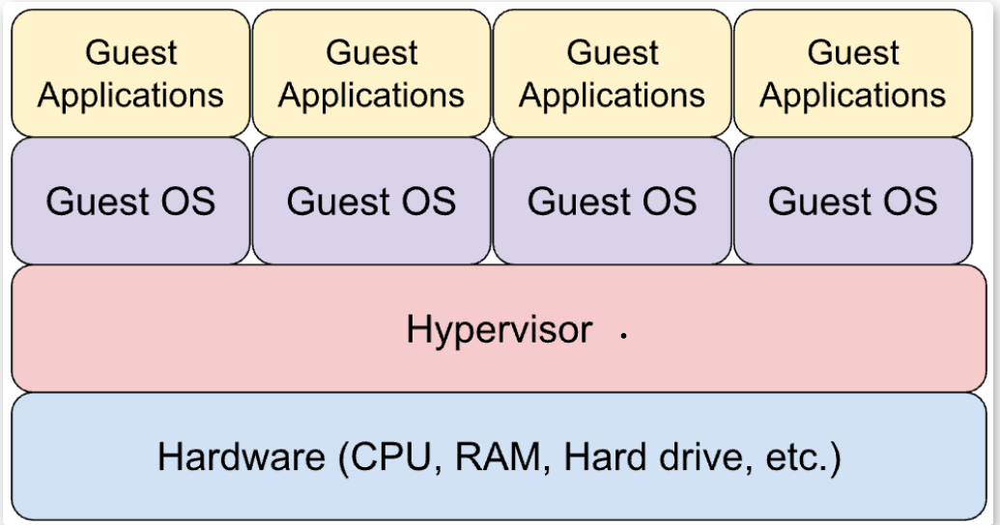 Guest
Applications
Guest
Applications
Guest
Applications
Guest
Applications
Guest OS
Guest OS
Guest OS
Guest OS
Hypervisor
Hardware (CPU, RAM, Hard drive, etc.)